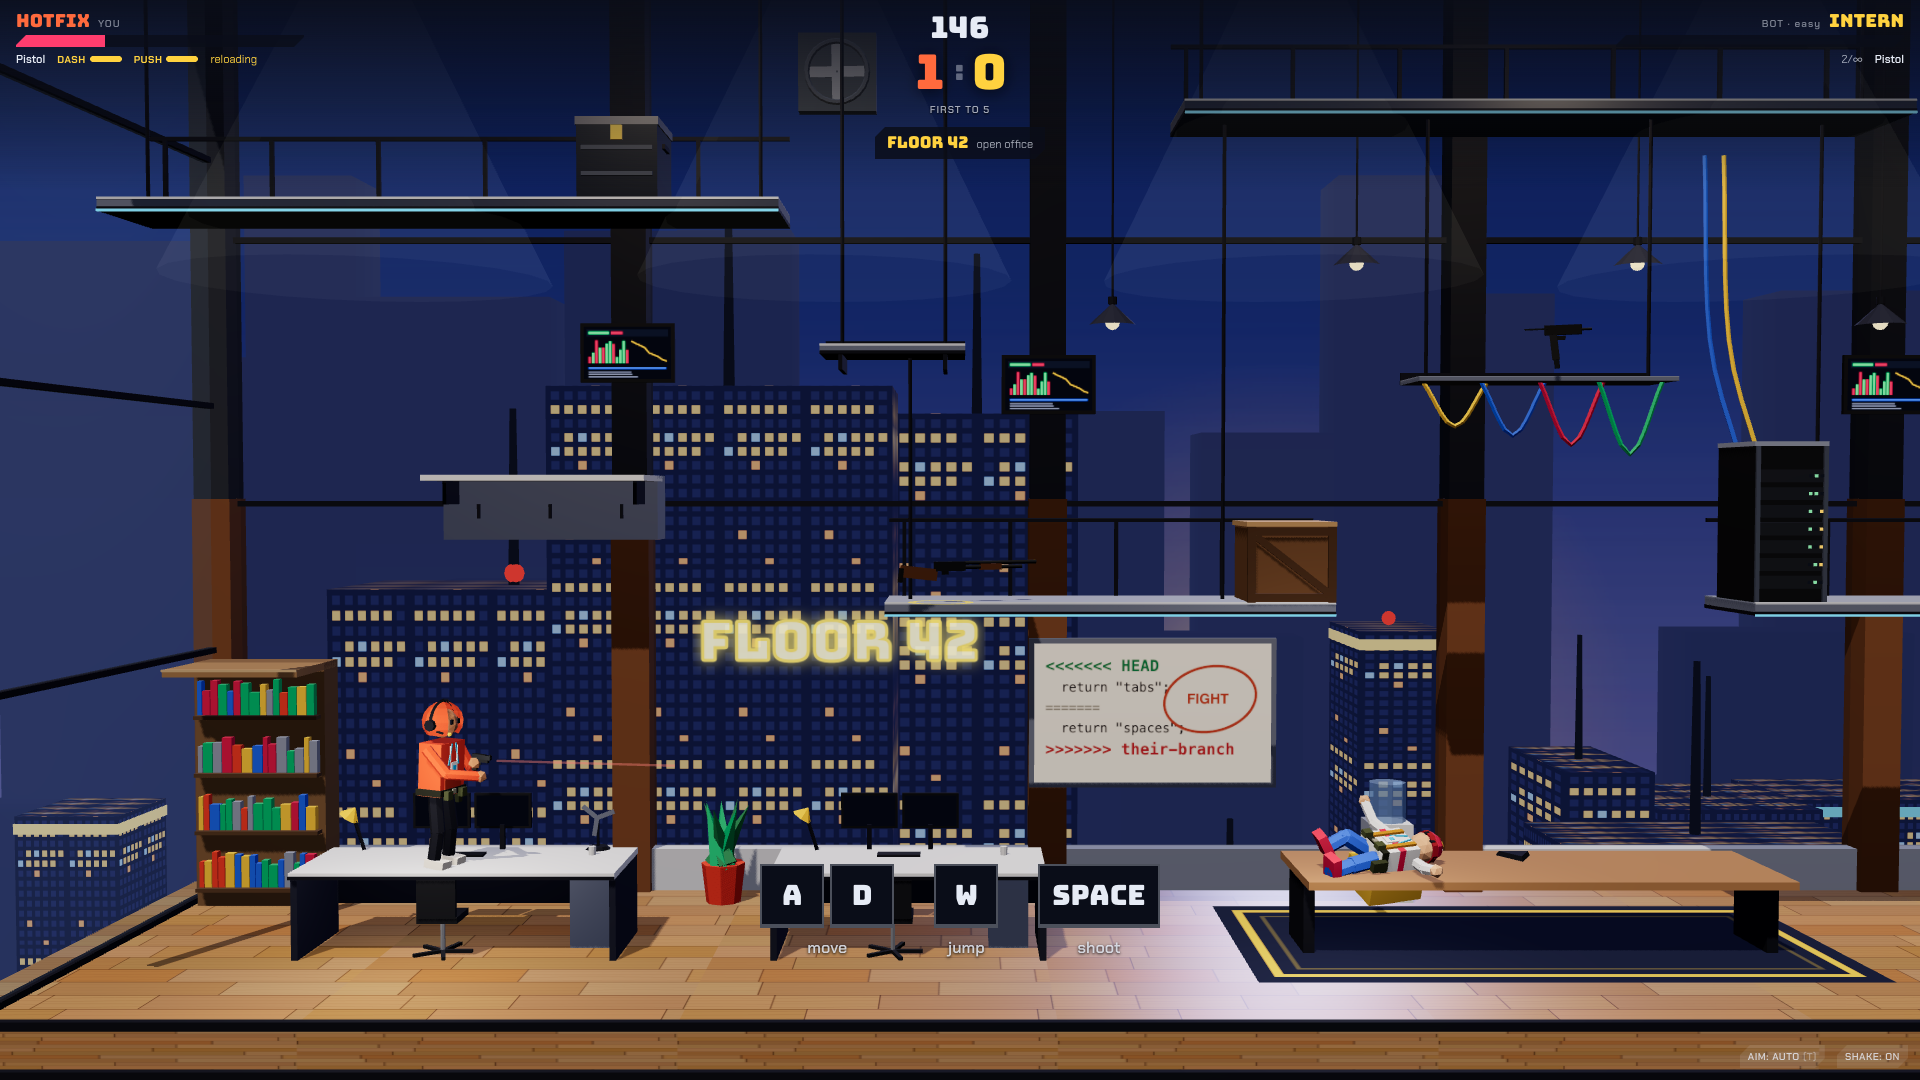 HOTFIX YOU
Pistol DASH PUSH reloading
146
1:0
FIRST TO 5
FLOOR 42 open office
BOT · easy INTERN
2/∞ Pistol
FLOOR 42
<<<<<<< HEAD
return "tabs";
=======
return "spaces";
>>>>>>> their-branch
FIGHT
A D W SPACE
move jump shoot
AIM: AUTO [T] SHAKE: ON